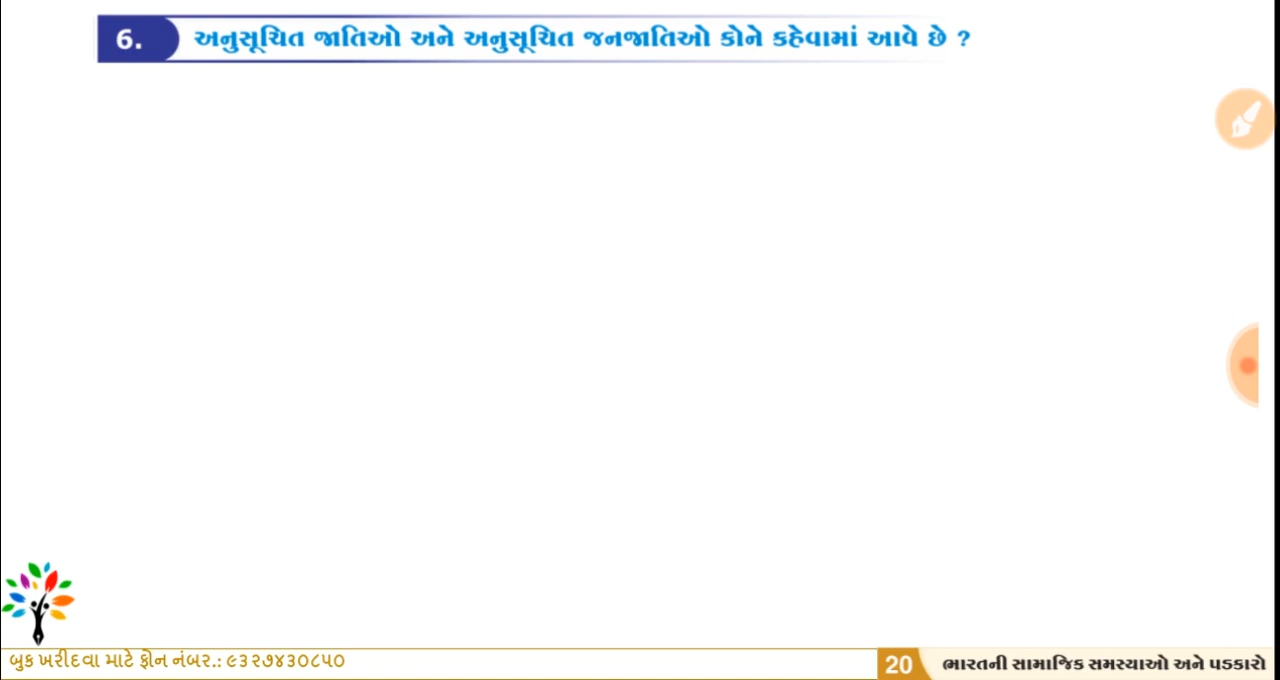 6. અનુસૂચિત જાતિઓ અને અનુસૂચિત જનજાતિઓ કોને કહેવામાં આવે છે ?
બુક ખરીદવા માટે ફોન નંબર.: ૯૩૨૭૪૩૦૮૫૦
20 ભારતની સામાજિક સમસ્યાઓ અને પડકારો